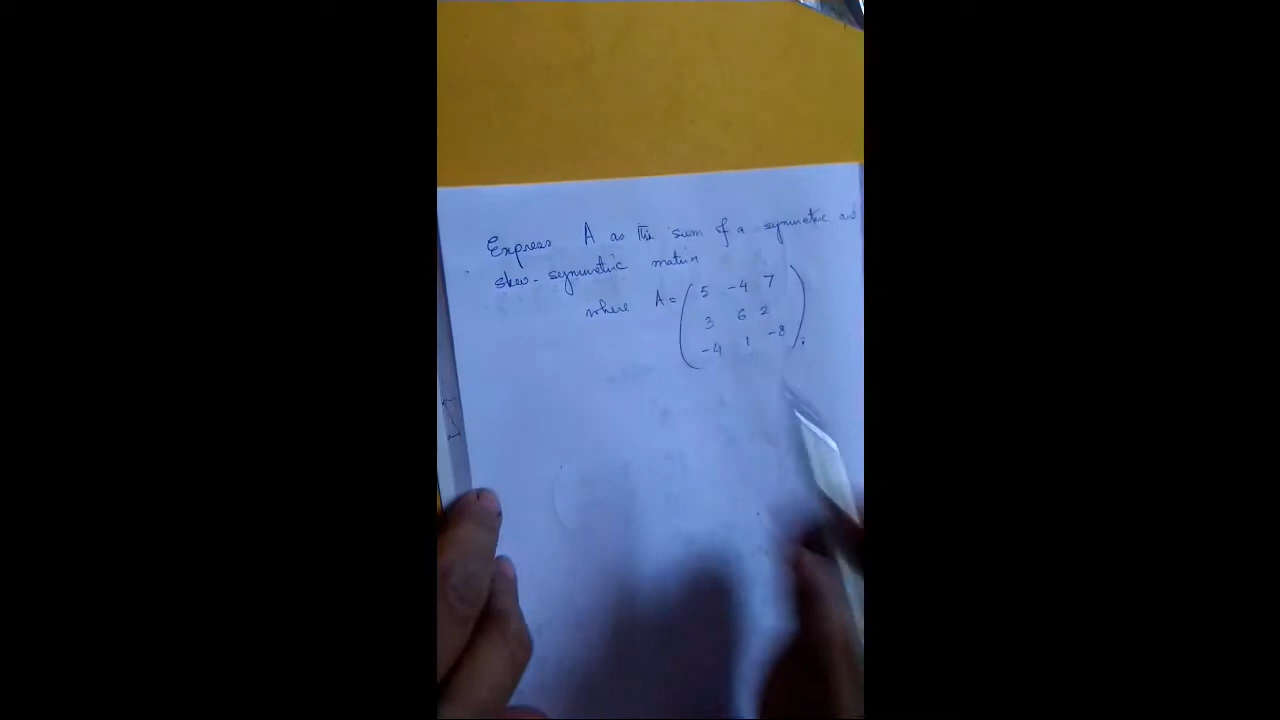 Express A as the sum of a symmetric and
skew-symmetric matrix
where A = ( 5 -4 7
3 6 2
-4 1 -8 );